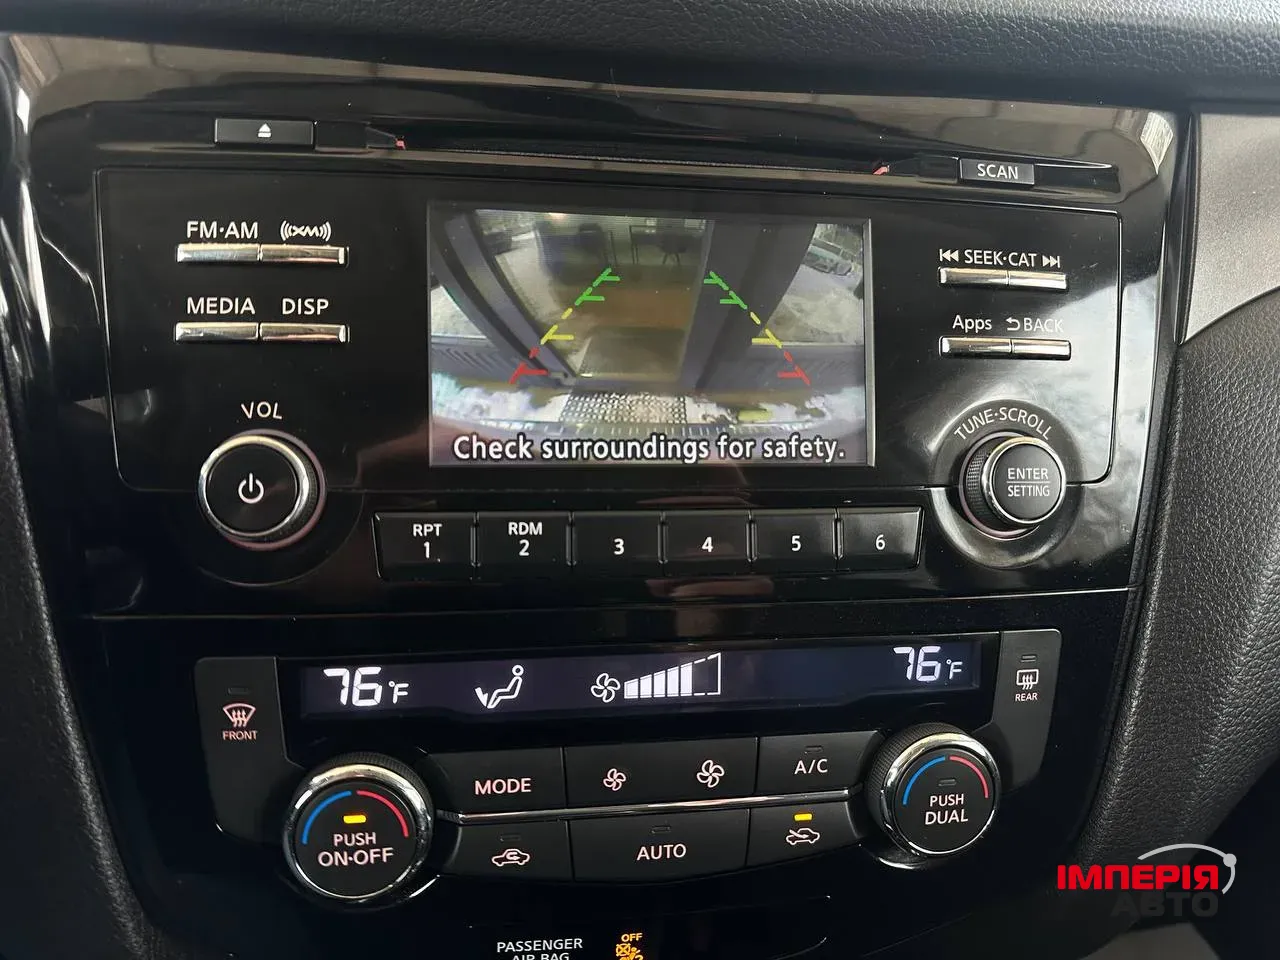 SCAN
FM·AM (((XM)))
MEDIA DISP
SEEK·CAT
Apps BACK
VOL
TUNE·SCROLL
ENTER
SETTING
Check surroundings for safety.
RPT
1
RDM
2
3
4
5
6
76°F
76°F
FRONT
REAR
MODE
A/C
PUSH
ON·OFF
AUTO
PUSH
DUAL
PASSENGER
AIR BAG
OFF
ІМПЕРІЯ
АВТО